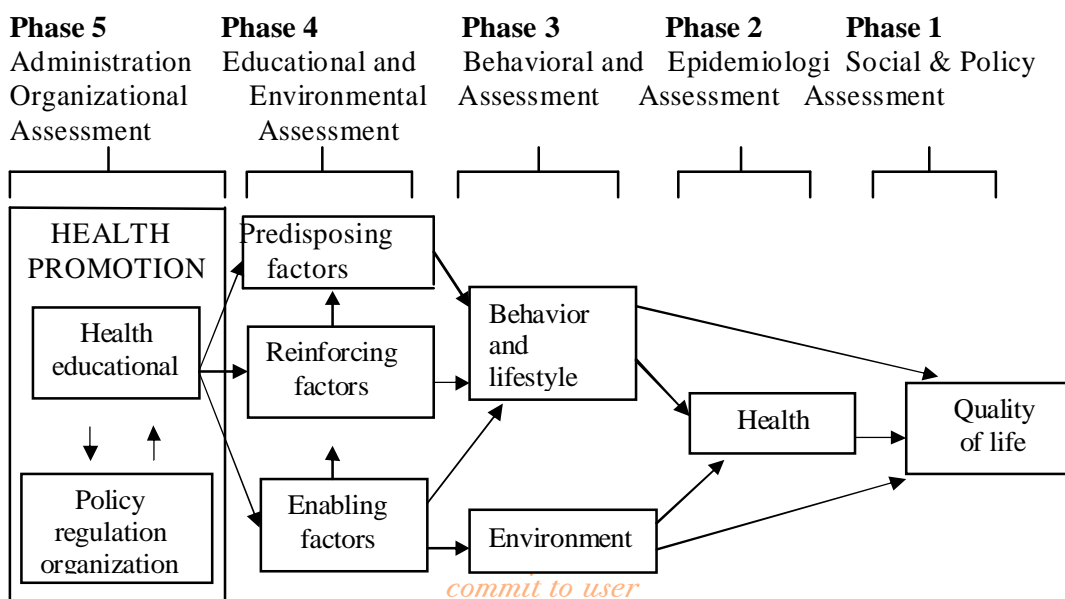 Phase 5
Administration
Organizational
Assessment
Phase 4
Educational and
Environmental
Assessment
Phase 3
Behavioral and
Assessment
Phase 2
Epidemiologi
Assessment
Phase 1
Social & Policy
Assessment
HEALTH
PROMOTION
Health
educational
Policy
regulation
organization
Predisposing
factors
Reinforcing
factors
Enabling
factors
Behavior
and
lifestyle
Environment
Health
Quality
of life
commit to user